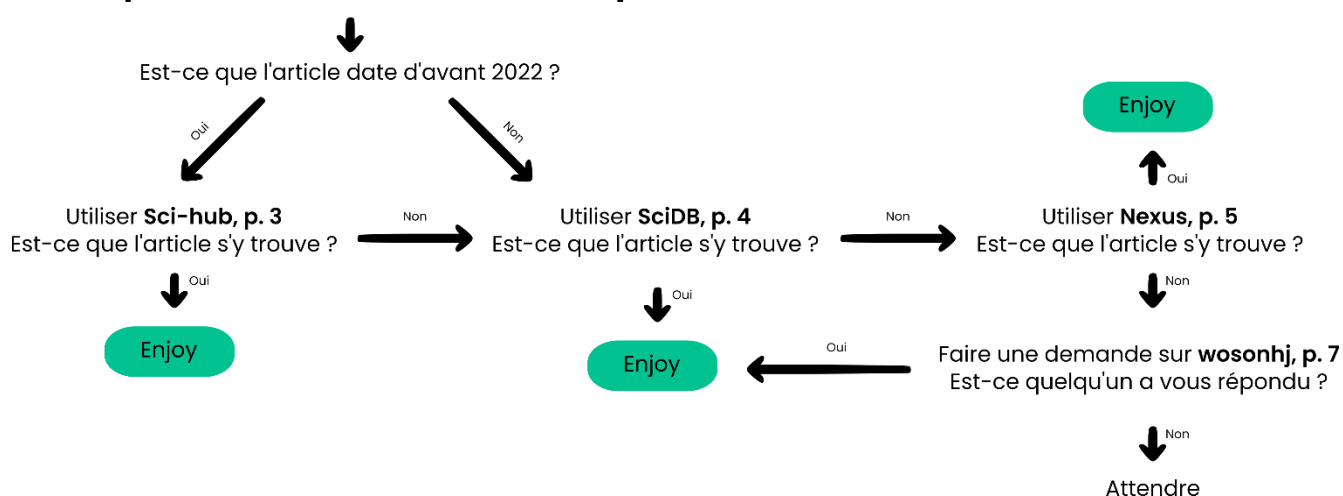 Est-ce que l'article date d'avant 2022 ?
Oui
Non
Utiliser Sci-hub, p. 3
Est-ce que l'article s'y trouve ?
Non
Utiliser SciDB, p. 4
Est-ce que l'article s'y trouve ?
Non
Utiliser Nexus, p. 5
Est-ce que l'article s'y trouve ?
Oui
Enjoy
Oui
Enjoy
Oui
Enjoy
Non
Faire une demande sur wosonhj, p. 7
Est-ce quelqu'un a vous répondu ?
Oui
Non
Attendre